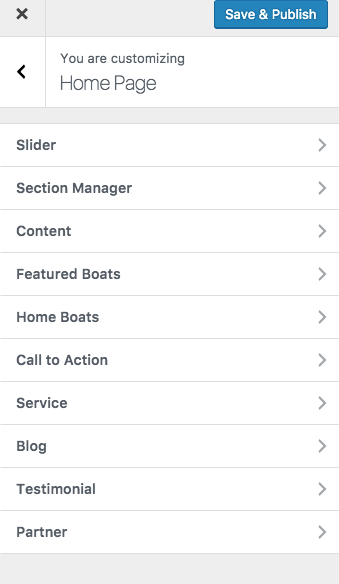 Save & Publish
You are customizing
Home Page
Slider
Section Manager
Content
Featured Boats
Home Boats
Call to Action
Service
Blog
Testimonial
Partner